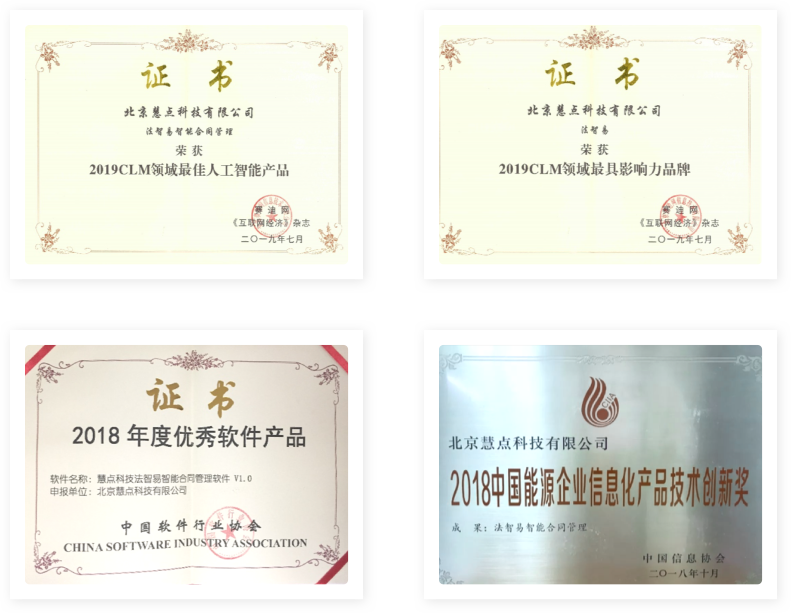 证 书
北京慧点科技有限公司
法智易智能合同管理
荣 获
2019CLM领域最佳人工智能产品
赛 迪 网
《互联网经济》杂志
二〇一九年七月
证 书
北京慧点科技有限公司
法智易
荣 获
2019CLM领域最具影响力品牌
赛 迪 网
《互联网经济》杂志
二〇一九年七月
证 书
2018 年度优秀软件产品
软件名称：慧点科技法智易智能合同管理软件 V1.0
申报单位：北京慧点科技有限公司
中 国 软 件 行 业 协 会
CHINA SOFTWARE INDUSTRY ASSOCIATION
CIIA
北京慧点科技有限公司
2018中国能源企业信息化产品技术创新奖
成 果：法智易智能合同管理
中 国 信 息 协 会
二〇一八年十月